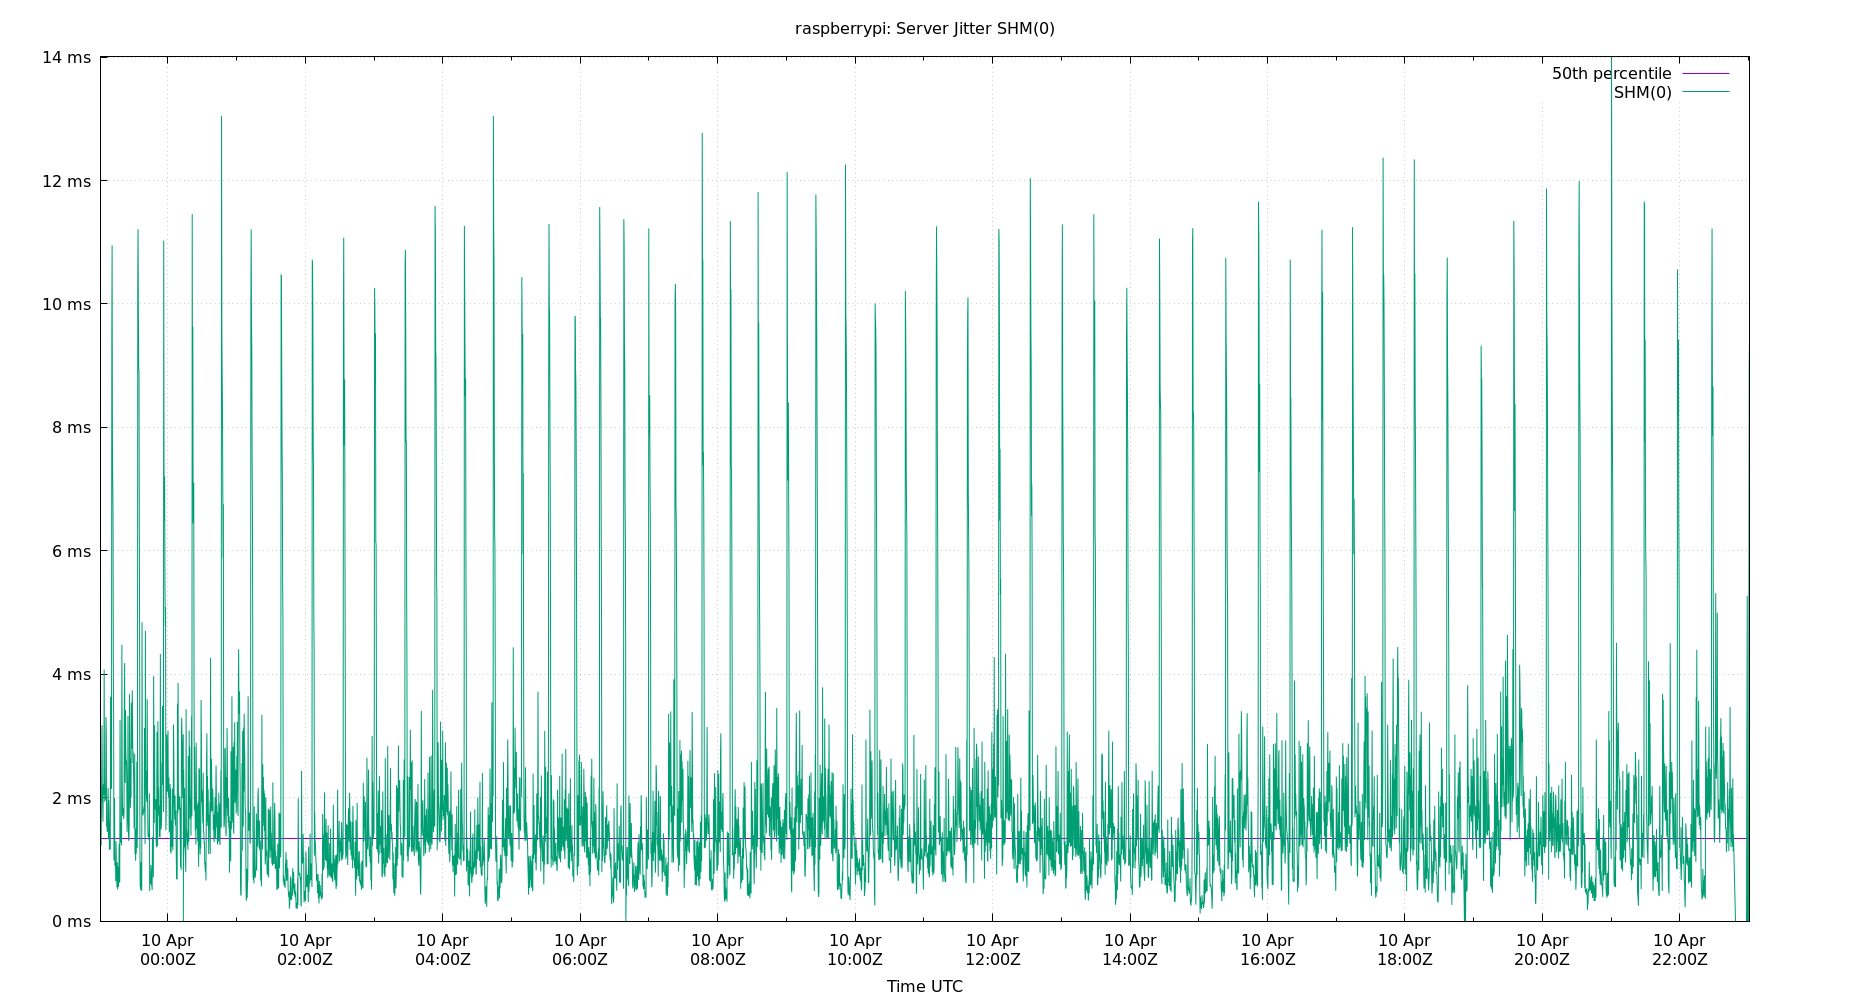 raspberrypi: Server Jitter SHM(0)
14 ms
12 ms
10 ms
8 ms
6 ms
4 ms
2 ms
0 ms
50th percentile
SHM(0)
10 Apr 10 Apr 10 Apr 10 Apr 10 Apr 10 Apr 10 Apr 10 Apr 10 Apr 10 Apr 10 Apr 10 Apr
00:00Z 02:00Z 04:00Z 06:00Z 08:00Z 10:00Z 12:00Z 14:00Z 16:00Z 18:00Z 20:00Z 22:00Z
Time UTC